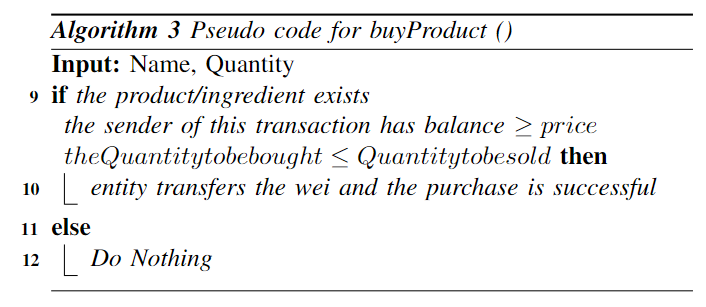 Algorithm 3 Pseudo code for buyProduct ()
Input: Name, Quantity
9 if the product/ingredient exists
the sender of this transaction has balance ≥ price
theQuantitytobebought ≤ Quantitytobesold then
10 entity transfers the wei and the purchase is successful
11 else
12 Do Nothing